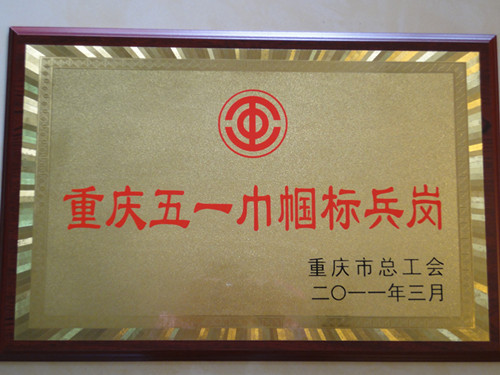 重庆五一巾帼标兵岗
重庆市总工会
二〇一一年三月